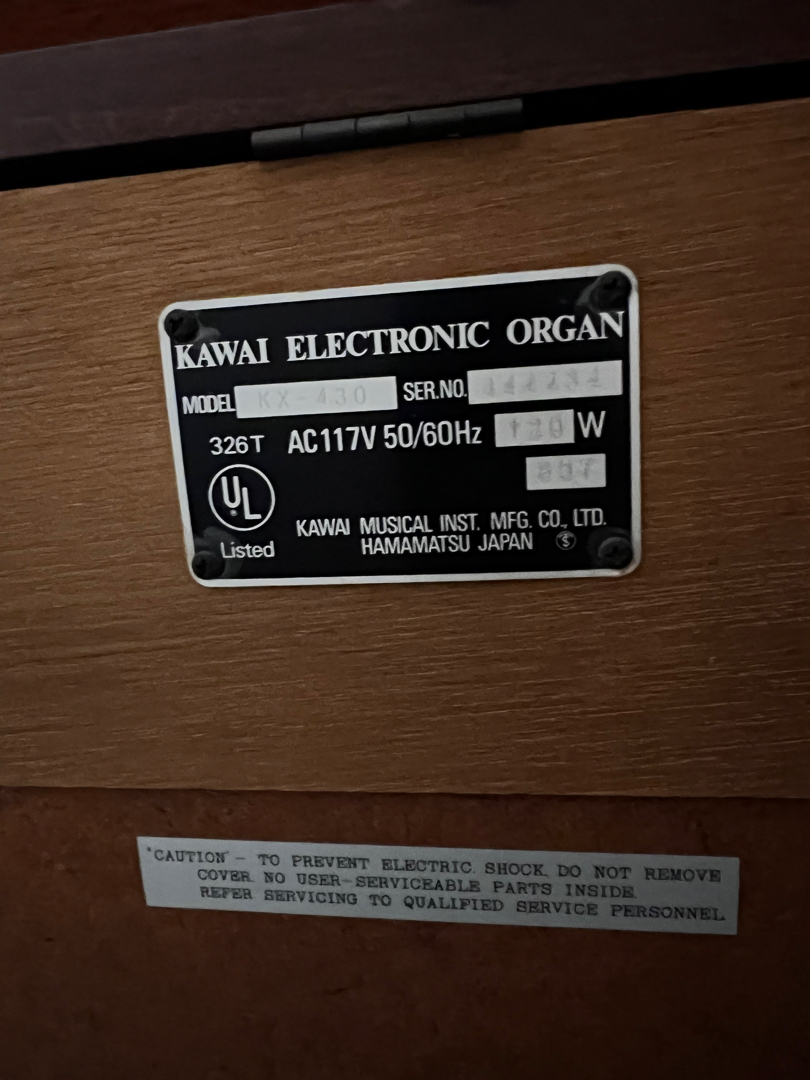 KAWAI ELECTRONIC ORGAN
MODEL KX-430 SER.NO.
326T AC117V 50/60Hz W
UL
Listed
KAWAI MUSICAL INST. MFG. CO., LTD.
HAMAMATSU JAPAN S
"CAUTION" - TO PREVENT ELECTRIC SHOCK, DO NOT REMOVE
COVER. NO USER-SERVICEABLE PARTS INSIDE.
REFER SERVICING TO QUALIFIED SERVICE PERSONNEL.